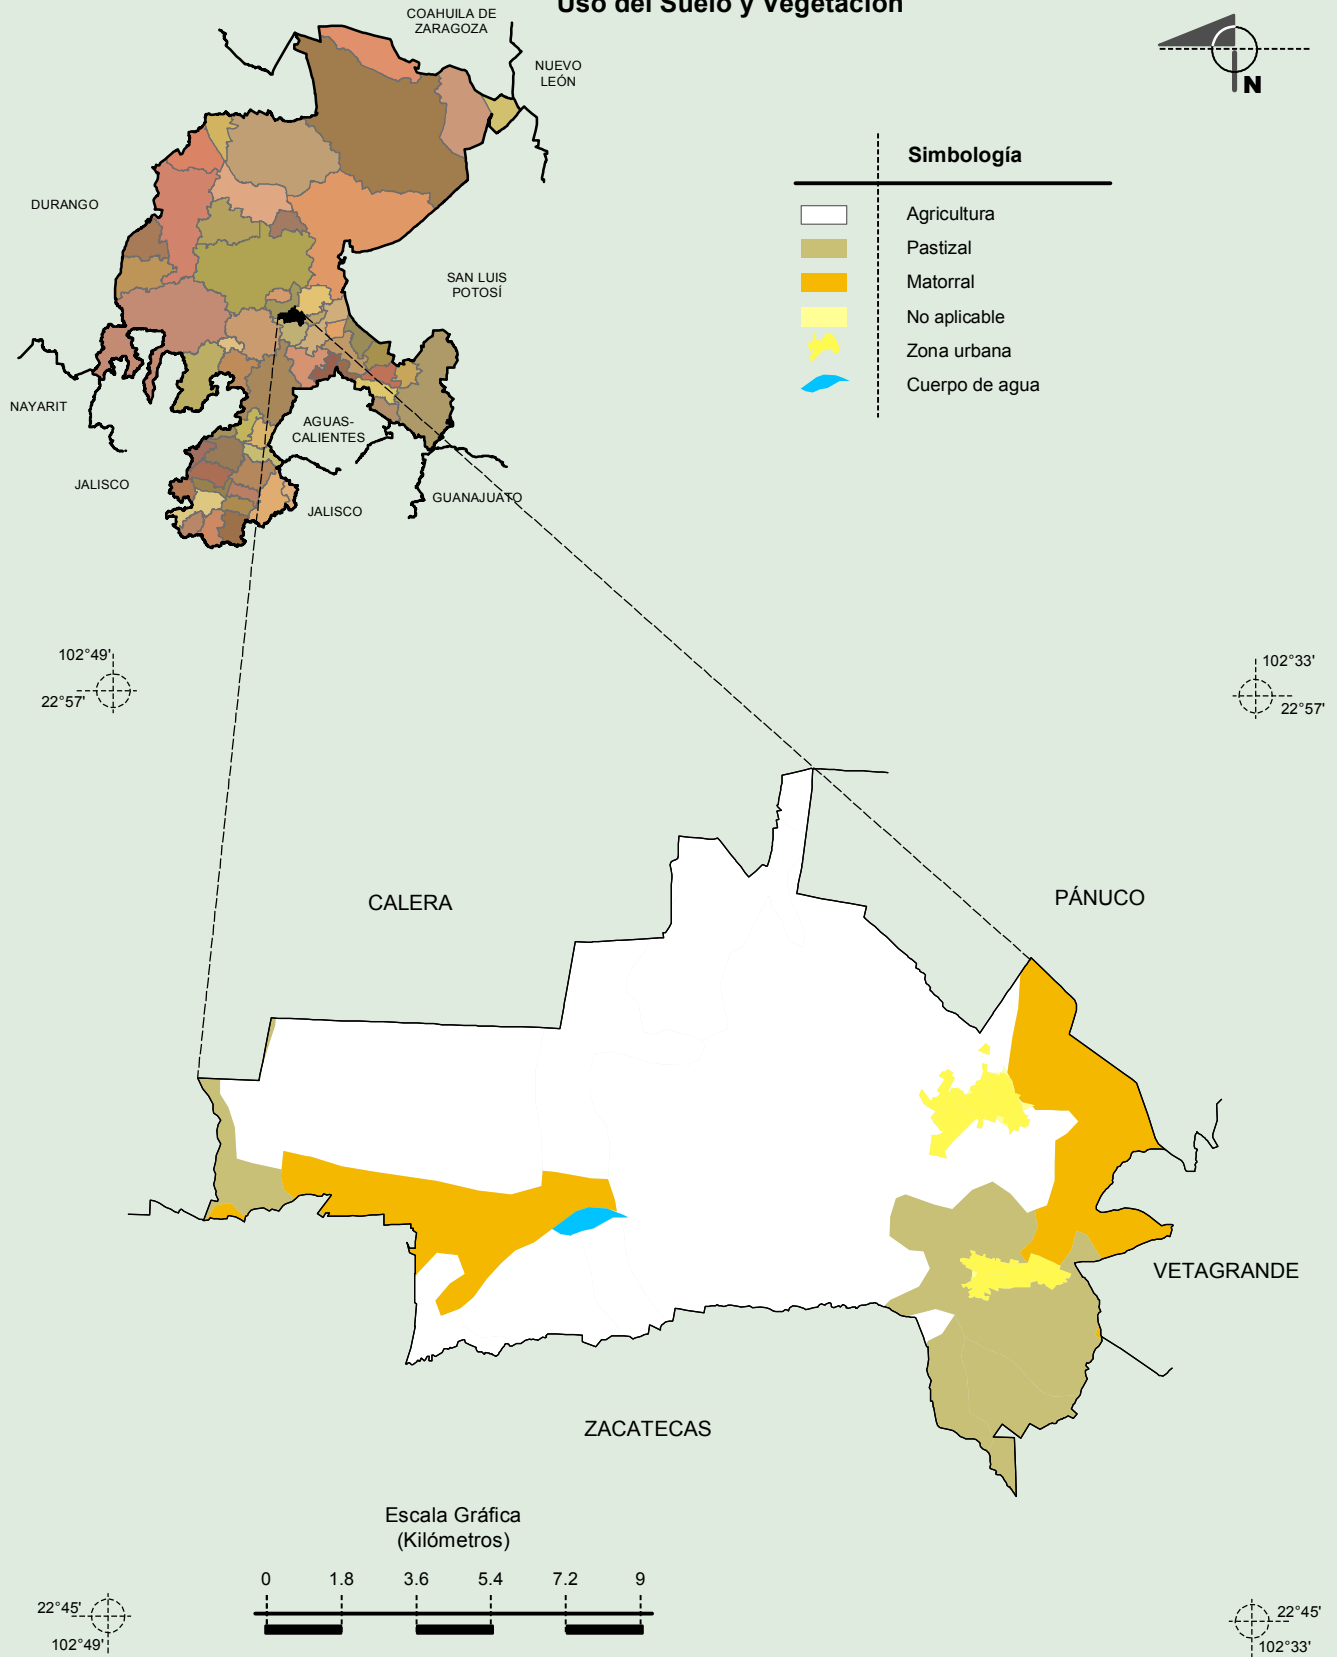 Uso del Suelo y Vegetación
COAHUILA DE
ZARAGOZA
NUEVO
LEÓN
N
Simbología
Agricultura
Pastizal
Matorral
No aplicable
Zona urbana
Cuerpo de agua
DURANGO
SAN LUIS
POTOSÍ
NAYARIT
AGUAS-
CALIENTES
JALISCO
GUANAJUATO
JALISCO
102°49'
22°57'
102°33'
22°57'
CALERA
PÁNUCO
VETAGRANDE
ZACATECAS
Escala Gráfica
(Kilómetros)
0 1.8 3.6 5.4 7.2 9
22°45'
102°49'
22°45'
102°33'